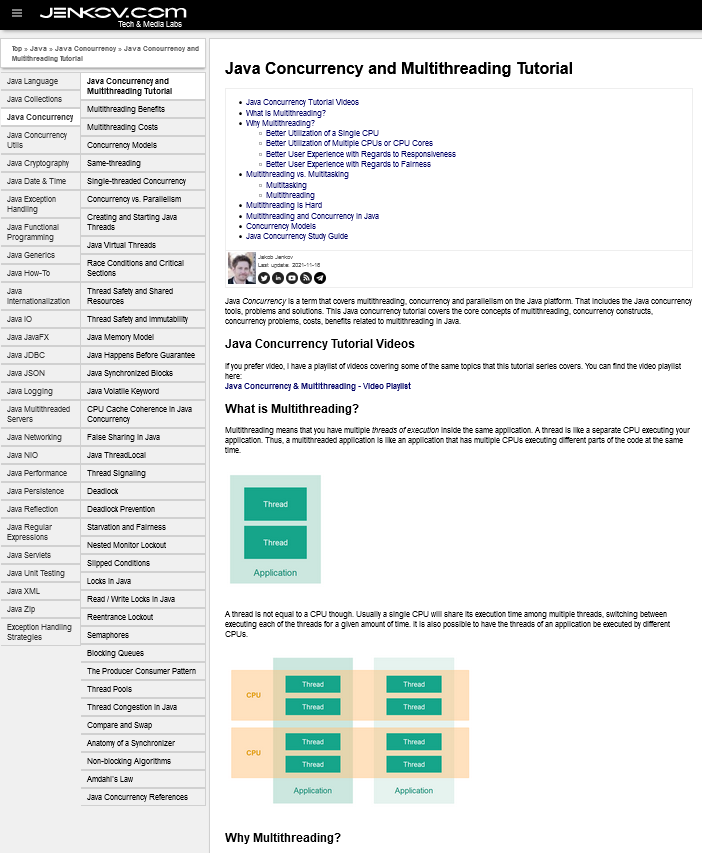 JENKOV.COM
Tech & Media Labs
Top » Java » Java Concurrency » Java Concurrency and
Multithreading Tutorial
Java Language
Java Collections
Java Concurrency
Java Concurrency
Utils
Java Cryptography
Java Date & Time
Java Exception
Handling
Java Functional
Programming
Java Generics
Java How-To
Java
Internationalization
Java IO
Java JavaFX
Java JDBC
Java JSON
Java Logging
Java Multithreaded
Servers
Java Networking
Java NIO
Java Performance
Java Persistence
Java Reflection
Java Regular
Expressions
Java Servlets
Java Unit Testing
Java XML
Java Zip
Exception Handling
Strategies
Java Concurrency and
Multithreading Tutorial
Multithreading Benefits
Multithreading Costs
Concurrency Models
Same-threading
Single-threaded Concurrency
Concurrency vs. Parallelism
Creating and Starting Java
Threads
Java Virtual Threads
Race Conditions and Critical
Sections
Thread Safety and Shared
Resources
Thread Safety and Immutability
Java Memory Model
Java Happens Before Guarantee
Java Synchronized Blocks
Java Volatile Keyword
CPU Cache Coherence in Java
Concurrency
False Sharing in Java
Java ThreadLocal
Thread Signaling
Deadlock
Deadlock Prevention
Starvation and Fairness
Nested Monitor Lockout
Slipped Conditions
Locks in Java
Read / Write Locks in Java
Reentrance Lockout
Semaphores
Blocking Queues
The Producer Consumer Pattern
Thread Pools
Thread Congestion in Java
Compare and Swap
Anatomy of a Synchronizer
Non-blocking Algorithms
Amdahl's Law
Java Concurrency References
Java Concurrency and Multithreading Tutorial
Java Concurrency Tutorial Videos
What is Multithreading?
Why Multithreading?
Better Utilization of a Single CPU
Better Utilization of Multiple CPUs or CPU Cores
Better User Experience with Regards to Responsiveness
Better User Experience with Regards to Fairness
Multithreading vs. Multitasking
Multitasking
Multithreading
Multithreading is Hard
Multithreading and Concurrency in Java
Concurrency Models
Java Concurrency Study Guide
Jakob Jenkov
Last update: 2021-11-16
Java Concurrency is a term that covers multithreading, concurrency and parallelism on the Java platform. That includes the Java concurrency
tools, problems and solutions. This Java concurrency tutorial covers the core concepts of multithreading, concurrency constructs,
concurrency problems, costs, benefits related to multithreading in Java.
Java Concurrency Tutorial Videos
If you prefer video, I have a playlist of videos covering some of the same topics that this tutorial series covers. You can find the video playlist
here:
Java Concurrency & Multithreading - Video Playlist
What is Multithreading?
Multithreading means that you have multiple threads of execution inside the same application. A thread is like a separate CPU executing your
application. Thus, a multithreaded application is like an application that has multiple CPUs executing different parts of the code at the same
time.
Thread
Thread
Application
A thread is not equal to a CPU though. Usually a single CPU will share its execution time among multiple threads, switching between
executing each of the threads for a given amount of time. It is also possible to have the threads of an application be executed by different
CPUs.
Thread Thread
CPU
Thread Thread
Thread Thread
CPU
Thread Thread
Application Application
Why Multithreading?